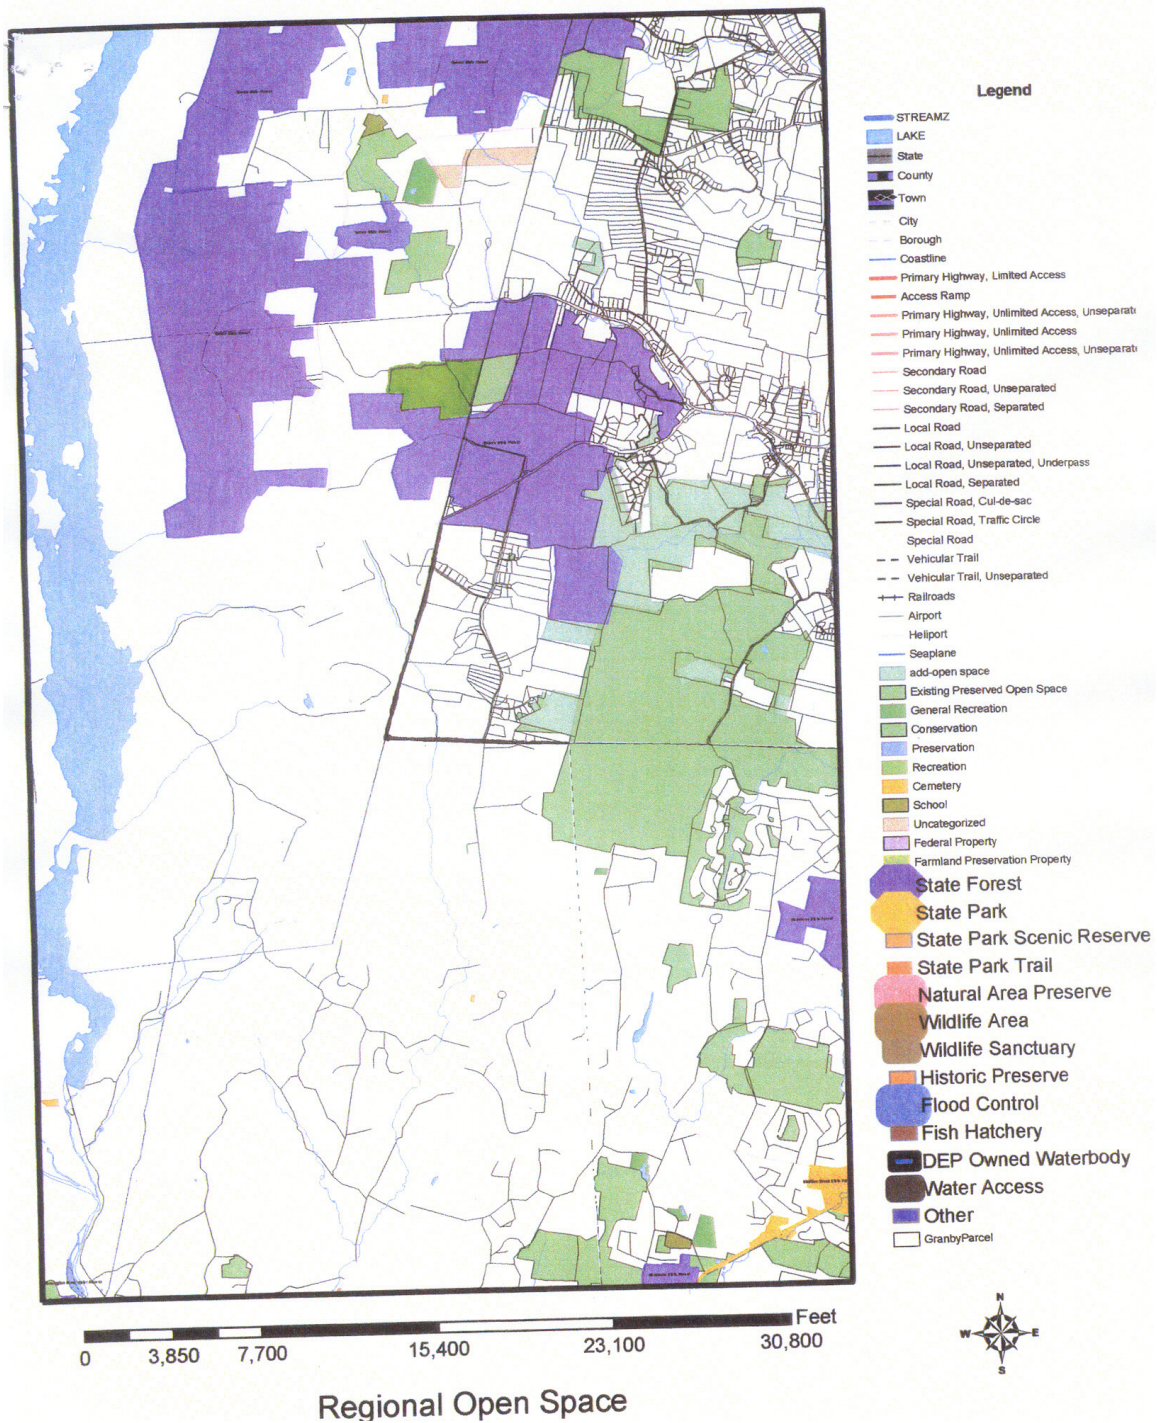 Legend
STREAMZ
LAKE
State
County
Town
City
Borough
Coastline
Primary Highway, Limited Access
Access Ramp
Primary Highway, Unlimited Access, Unseparat
Primary Highway, Unlimited Access
Primary Highway, Unlimited Access, Unseparat
Secondary Road
Secondary Road, Unseparated
Secondary Road, Separated
Local Road
Local Road, Unseparated
Local Road, Unseparated, Underpass
Local Road, Separated
Special Road, Cul-de-sac
Special Road, Traffic Circle
Special Road
Vehicular Trail
Vehicular Trail, Unseparated
Railroads
Airport
Heliport
Seaplane
add-open space
Existing Preserved Open Space
General Recreation
Conservation
Preservation
Recreation
Cemetery
School
Uncategorized
Federal Property
Farmland Preservation Property
State Forest
State Park
State Park Scenic Reserve
State Park Trail
Natural Area Preserve
Wildlife Area
Wildlife Sanctuary
Historic Preserve
Flood Control
Fish Hatchery
DEP Owned Waterbody
Water Access
Other
GranbyParcel
N
W E
S
Feet
0 3,850 7,700 15,400 23,100 30,800
Regional Open Space